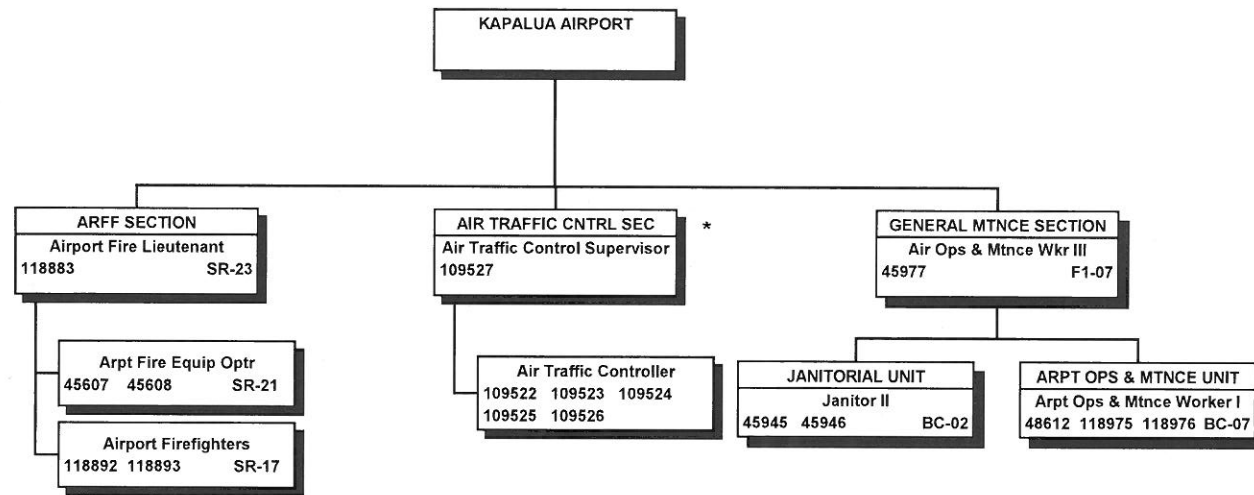 KAPALUA AIRPORT
ARFF SECTION
Airport Fire Lieutenant
118883 SR-23
Arpt Fire Equip Optr
45607 45608 SR-21
Airport Firefighters
118892 118893 SR-17
AIR TRAFFIC CNTRL SEC *
Air Traffic Control Supervisor
109527
Air Traffic Controller
109522 109523 109524
109525 109526
GENERAL MTNCE SECTION
Air Ops & Mtnce Wkr III
45977 F1-07
JANITORIAL UNIT
Janitor II
45945 45946 BC-02
ARPT OPS & MTNCE UNIT
Arpt Ops & Mtnce Worker I
48612 118975 118976 BC-07